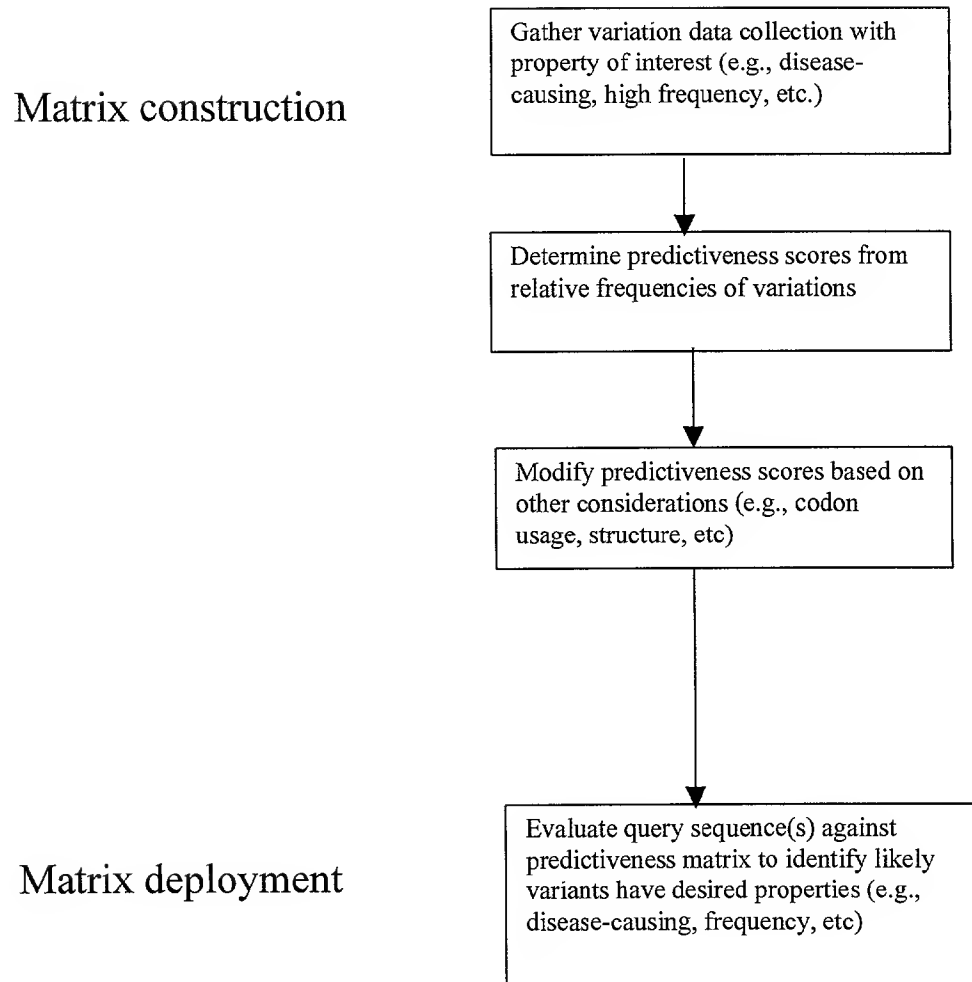 Matrix construction
Gather variation data collection with
property of interest (e.g., disease-
causing, high frequency, etc.)
Determine predictiveness scores from
relative frequencies of variations
Modify predictiveness scores based on
other considerations (e.g., codon
usage, structure, etc)
Matrix deployment
Evaluate query sequence(s) against
predictiveness matrix to identify likely
variants have desired properties (e.g.,
disease-causing, frequency, etc)